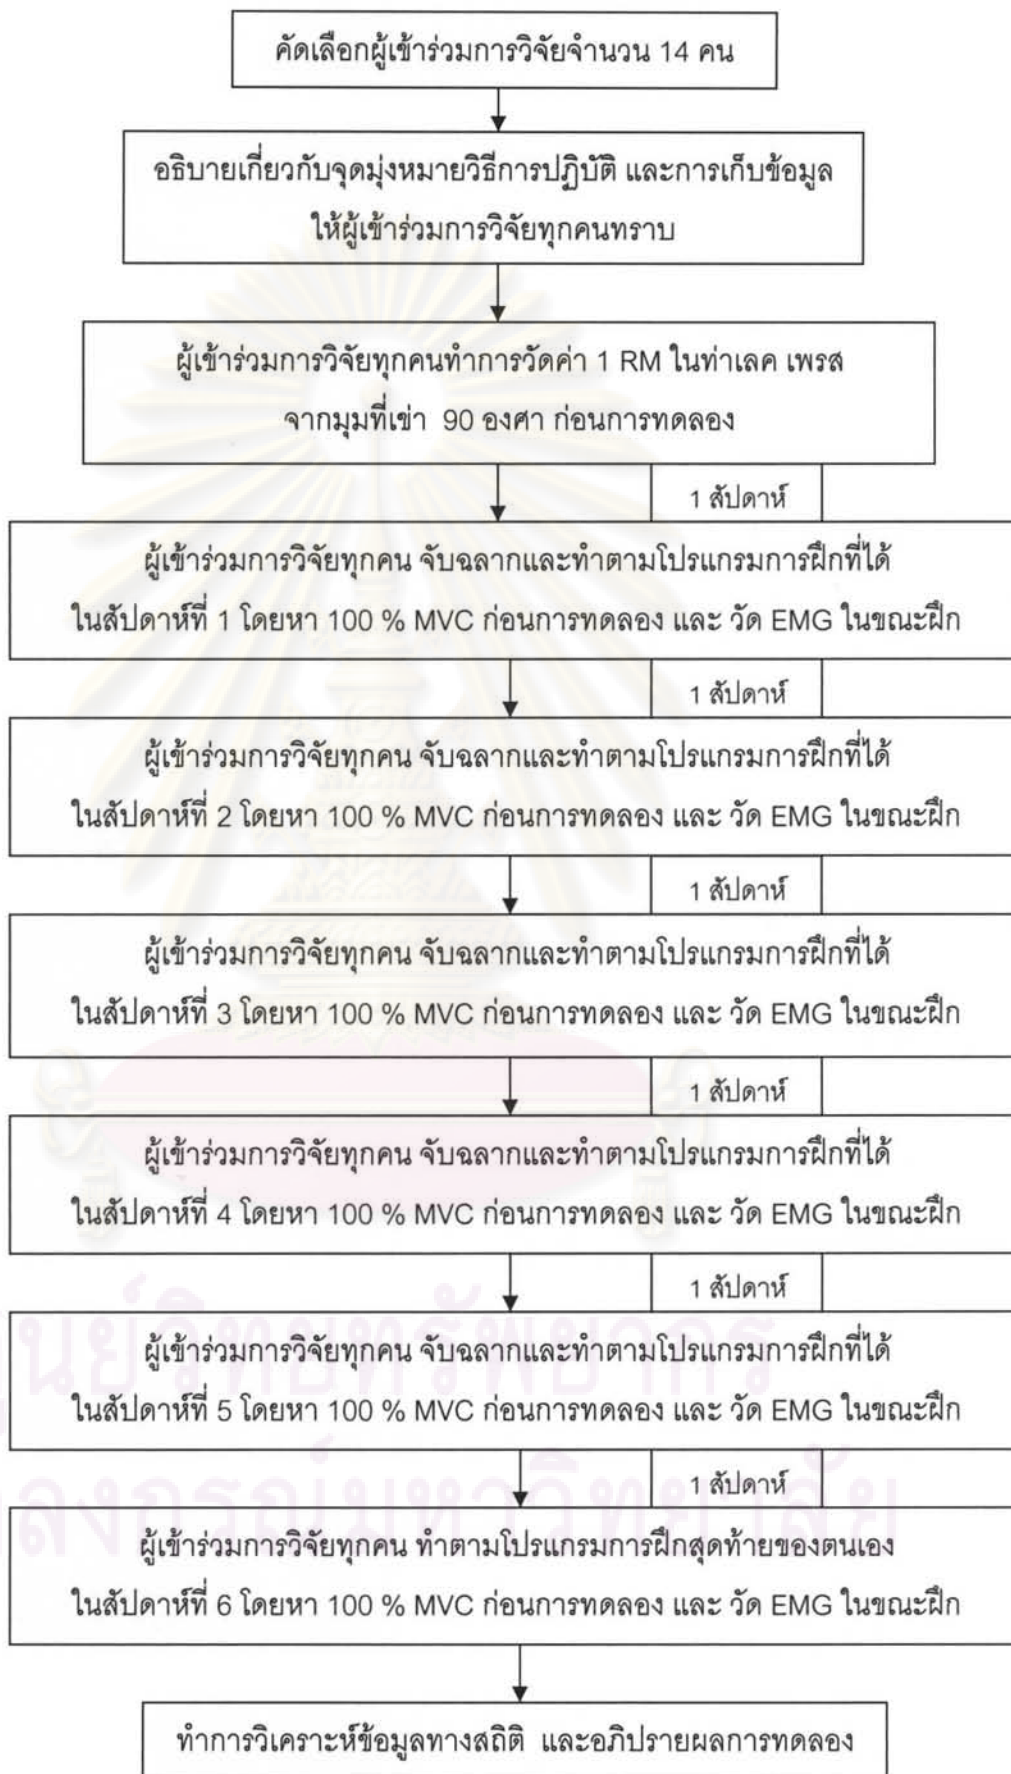 คัดเลือกผู้เข้าร่วมการวิจัยจำนวน 14 คน
อธิบายเกี่ยวกับจุดมุ่งหมายวิธีการปฏิบัติ และการเก็บข้อมูล
ให้ผู้เข้าร่วมการวิจัยทุกคนทราบ
ผู้เข้าร่วมการวิจัยทุกคนทำการวัดค่า 1 RM ในท่าเลค เพรส
จากมุมที่เข่า 90 องศา ก่อนการทดลอง
1 สัปดาห์
ผู้เข้าร่วมการวิจัยทุกคน จับฉลากและทำตามโปรแกรมการฝึกที่ได้
ในสัปดาห์ที่ 1 โดยหา 100 % MVC ก่อนการทดลอง และ วัด EMG ในขณะฝึก
1 สัปดาห์
ผู้เข้าร่วมการวิจัยทุกคน จับฉลากและทำตามโปรแกรมการฝึกที่ได้
ในสัปดาห์ที่ 2 โดยหา 100 % MVC ก่อนการทดลอง และ วัด EMG ในขณะฝึก
1 สัปดาห์
ผู้เข้าร่วมการวิจัยทุกคน จับฉลากและทำตามโปรแกรมการฝึกที่ได้
ในสัปดาห์ที่ 3 โดยหา 100 % MVC ก่อนการทดลอง และ วัด EMG ในขณะฝึก
1 สัปดาห์
ผู้เข้าร่วมการวิจัยทุกคน จับฉลากและทำตามโปรแกรมการฝึกที่ได้
ในสัปดาห์ที่ 4 โดยหา 100 % MVC ก่อนการทดลอง และ วัด EMG ในขณะฝึก
1 สัปดาห์
ผู้เข้าร่วมการวิจัยทุกคน จับฉลากและทำตามโปรแกรมการฝึกที่ได้
ในสัปดาห์ที่ 5 โดยหา 100 % MVC ก่อนการทดลอง และ วัด EMG ในขณะฝึก
1 สัปดาห์
ผู้เข้าร่วมการวิจัยทุกคน ทำตามโปรแกรมการฝึกสุดท้ายของตนเอง
ในสัปดาห์ที่ 6 โดยหา 100 % MVC ก่อนการทดลอง และ วัด EMG ในขณะฝึก
ทำการวิเคราะห์ข้อมูลทางสถิติ และอภิปรายผลการทดลอง
นย์วิทยทรัพยากร
ลงกรณ์มหาวิทยาลัย